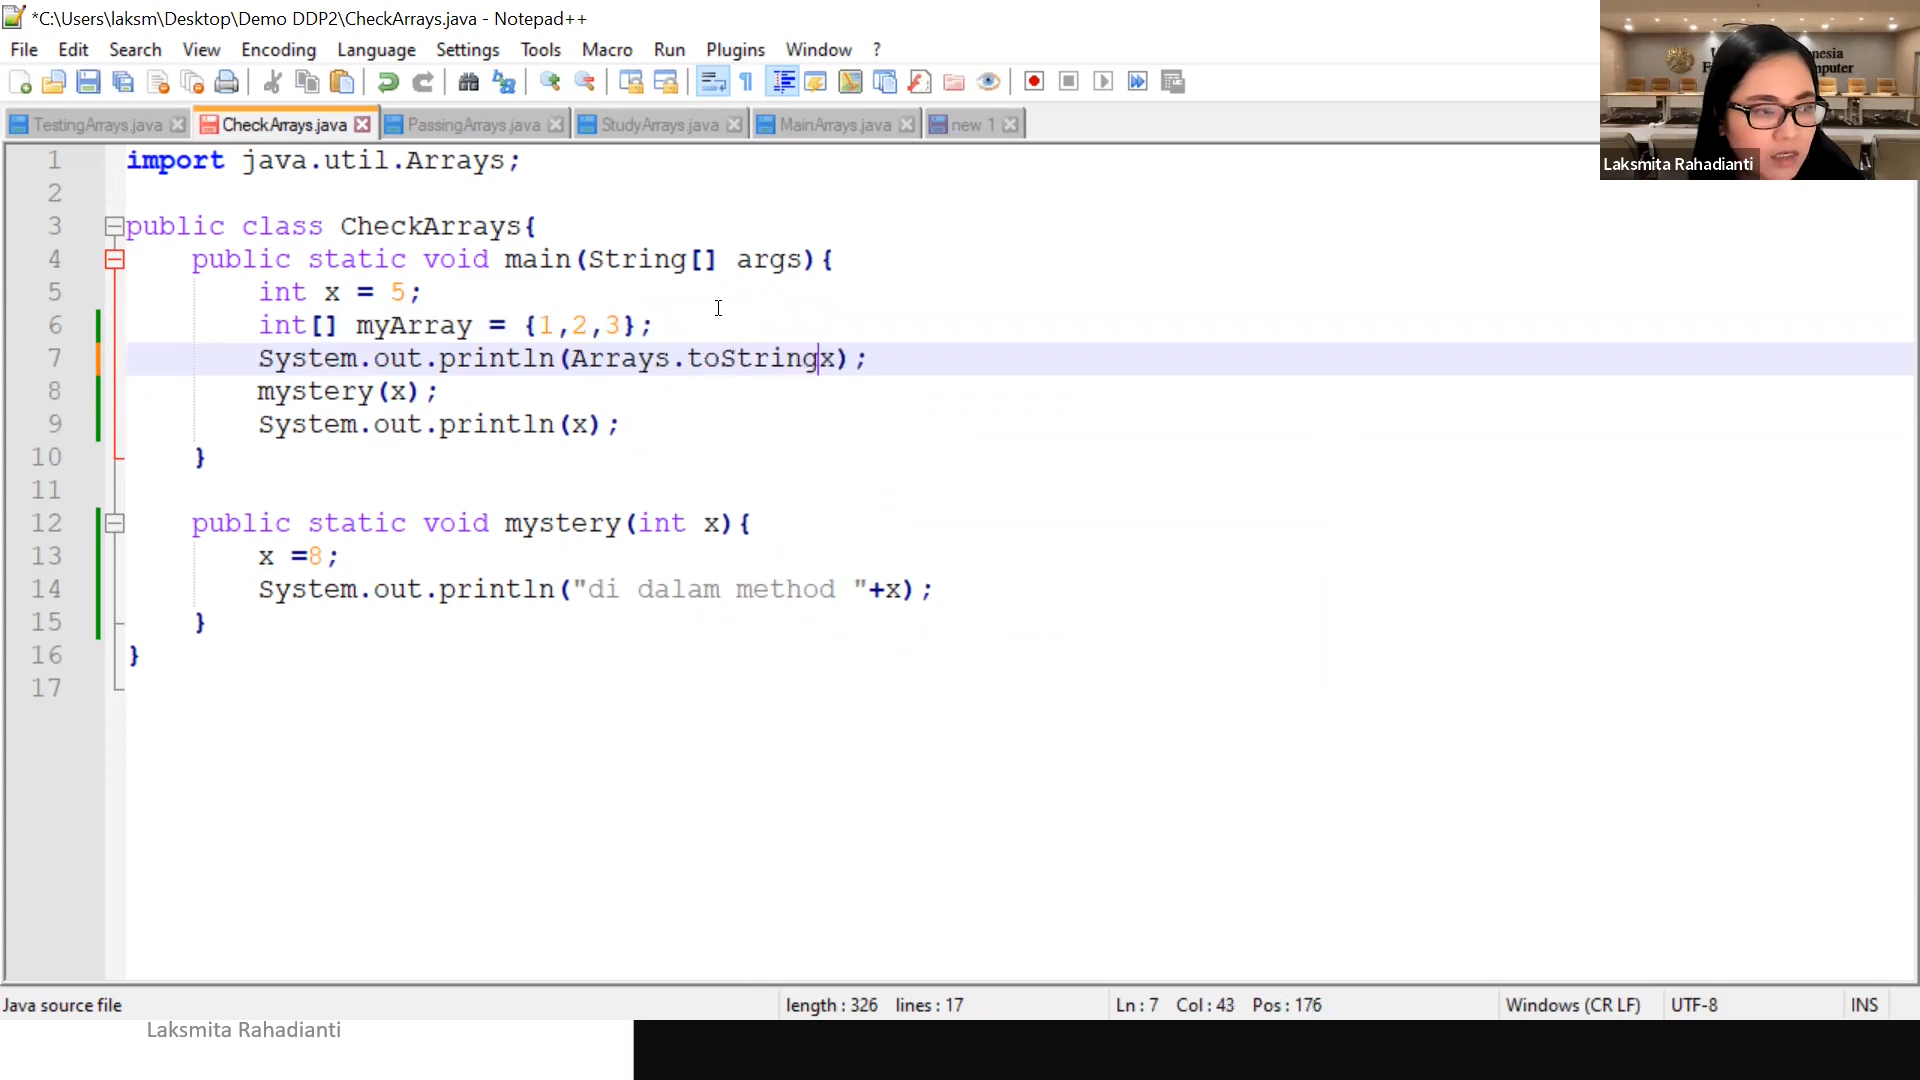 *C:\Users\laksm\Desktop\Demo DDP2\CheckArrays.java - Notepad++
File Edit Search View Encoding Language Settings Tools Macro Run Plugins Window ?
TestingArrays.java CheckArrays.java PassingArrays.java StudyArrays.java MainArrays.java new 1
1 import java.util.Arrays;
2
3 public class CheckArrays{
4 public static void main(String[] args){
5 int x = 5;
6 int[] myArray = {1,2,3};
7 System.out.println(Arrays.toStringx);
8 mystery(x);
9 System.out.println(x);
10 }
11
12 public static void mystery(int x){
13 x =8;
14 System.out.println("di dalam method "+x);
15 }
16 }
17
Laksmita Rahadianti
Java source file length : 326 lines : 17 Ln : 7 Col : 43 Pos : 176 Windows (CR LF) UTF-8 INS
Laksmita Rahadianti